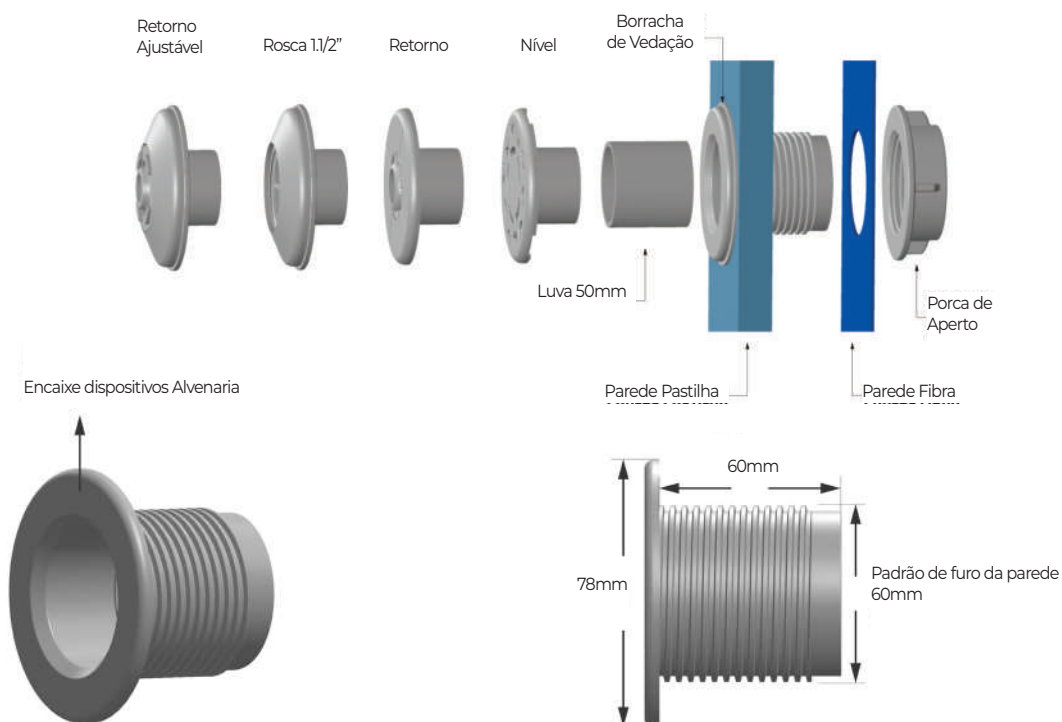 Retorno
Ajustável
Rosca 1.1/2”
Retorno
Nível
Borracha
de Vedação
Luva 50mm
Porca de
Aperto
Parede Pastilha
Parede Fibra
Encaixe dispositivos Alvenaria
60mm
78mm
Padrão de furo da parede
60mm